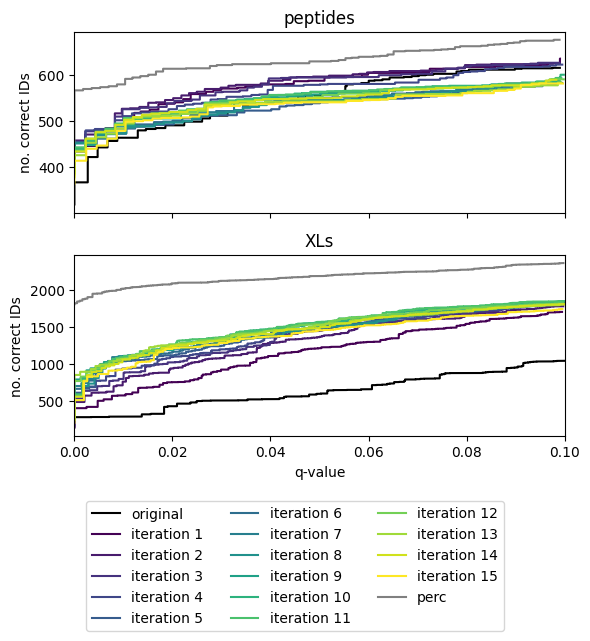 peptides
no. correct IDs
600
500
400
XLs
no. correct IDs
2000
1500
1000
500
0.00 0.02 0.04 0.06 0.08 0.10
q-value
original
iteration 1
iteration 2
iteration 3
iteration 4
iteration 5
iteration 6
iteration 7
iteration 8
iteration 9
iteration 10
iteration 11
iteration 12
iteration 13
iteration 14
iteration 15
perc